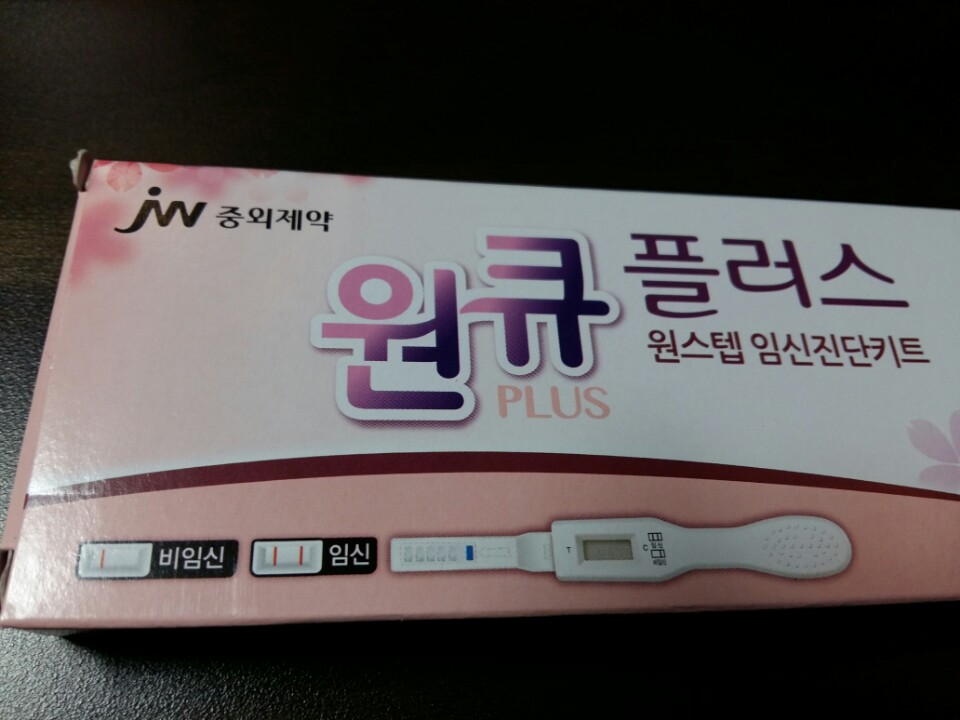 jw 중외제약
원큐 플러스
PLUS
원스텝 임신진단키트
비임신
임신
T
C